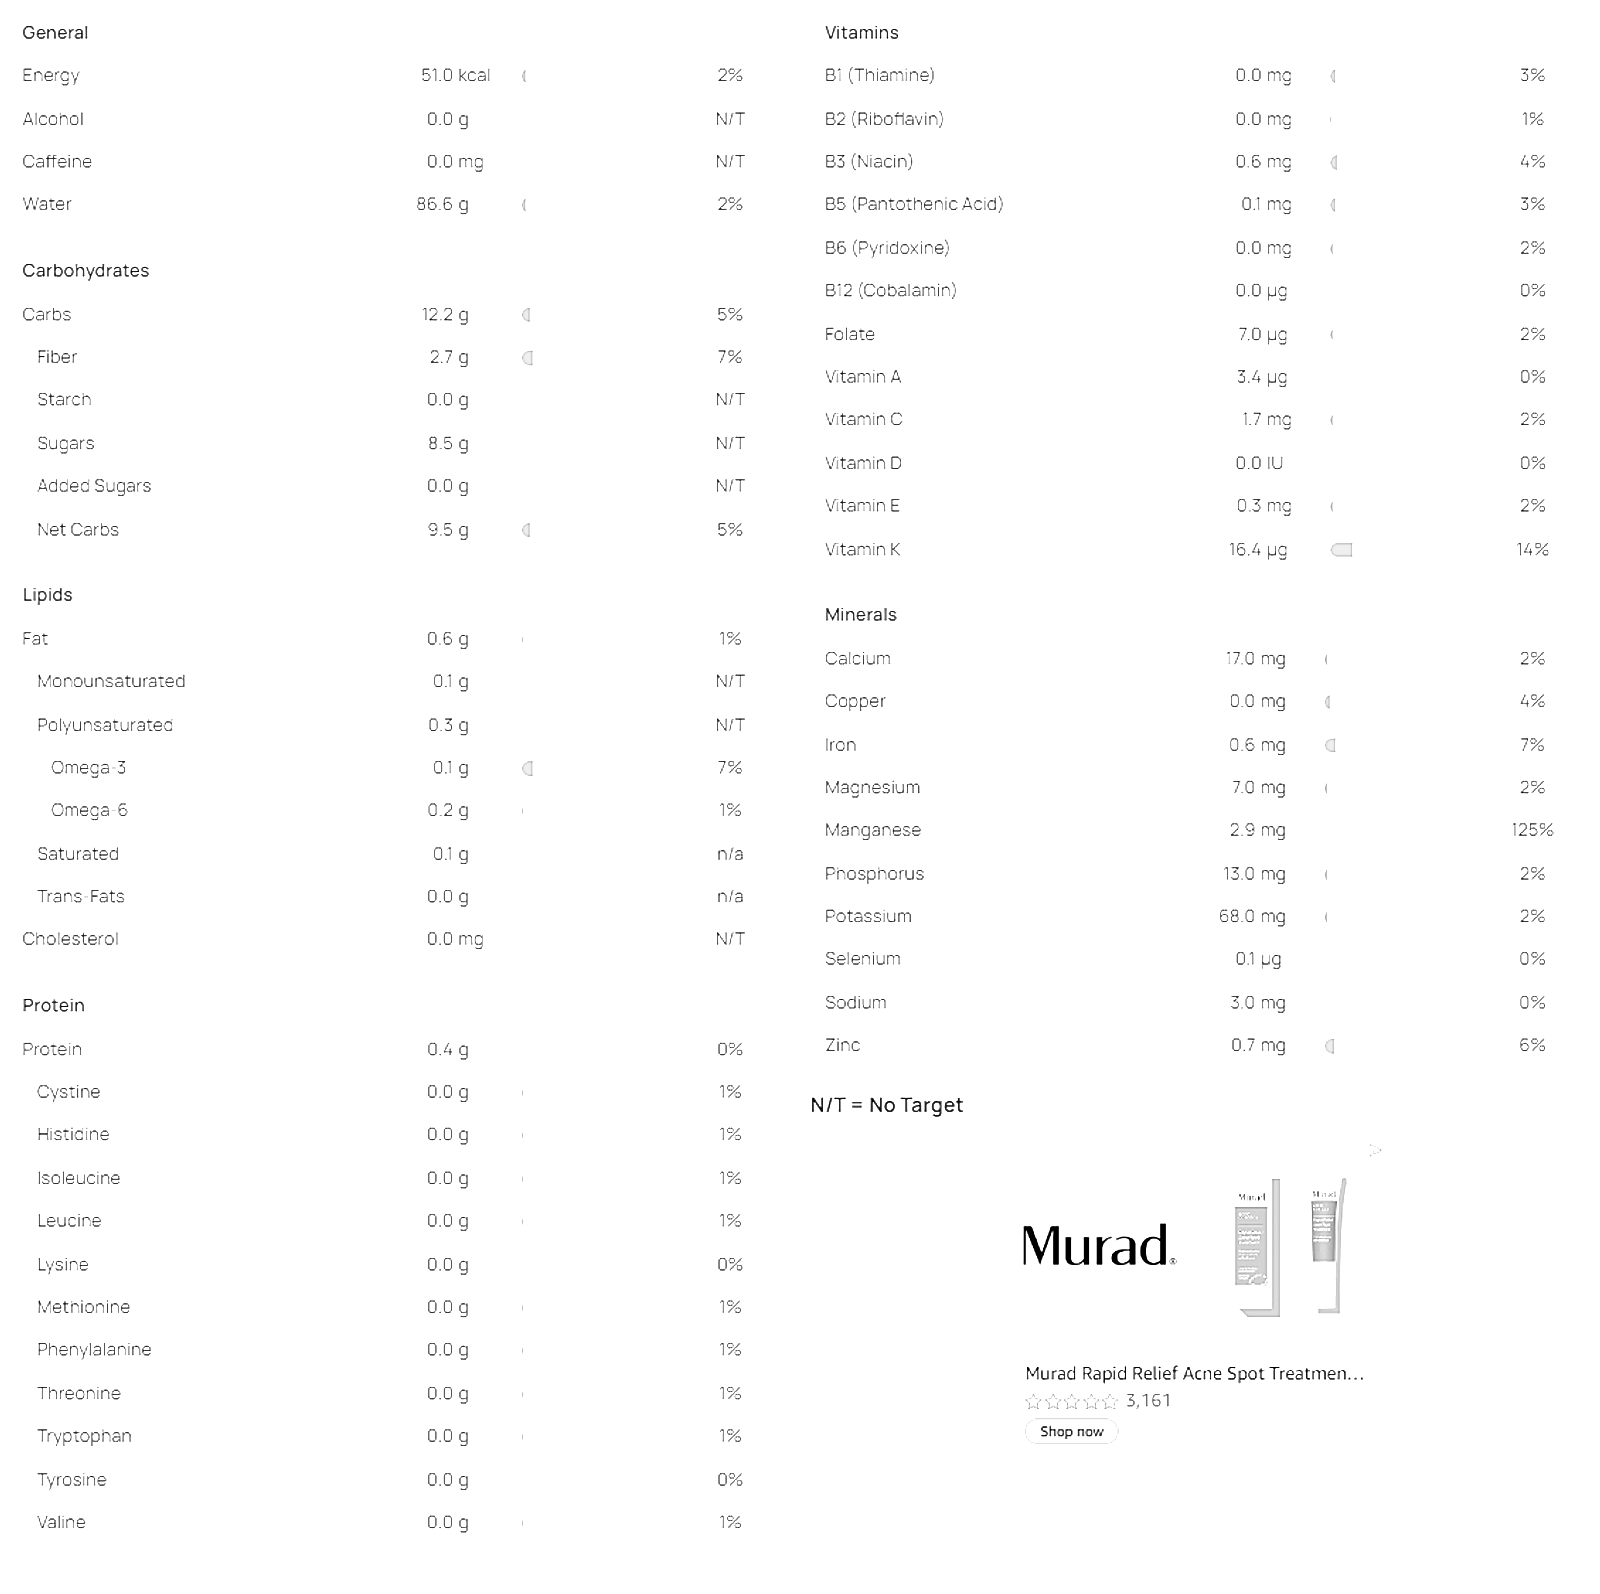 General
Energy 51.0 kcal 2%
Alcohol 0.0 g N/T
Caffeine 0.0 mg N/T
Water 86.6 g 2%
Carbohydrates
Carbs 12.2 g 5%
Fiber 2.7 g 7%
Starch 0.0 g N/T
Sugars 8.5 g N/T
Added Sugars 0.0 g N/T
Net Carbs 9.5 g 5%
Lipids
Fat 0.6 g 1%
Monounsaturated 0.1 g N/T
Polyunsaturated 0.3 g N/T
Omega-3 0.1 g 7%
Omega-6 0.2 g 1%
Saturated 0.1 g n/a
Trans-Fats 0.0 g n/a
Cholesterol 0.0 mg N/T
Protein
Protein 0.4 g 0%
Cystine 0.0 g 1%
Histidine 0.0 g 1%
Isoleucine 0.0 g 1%
Leucine 0.0 g 1%
Lysine 0.0 g 0%
Methionine 0.0 g 1%
Phenylalanine 0.0 g 1%
Threonine 0.0 g 1%
Tryptophan 0.0 g 1%
Tyrosine 0.0 g 0%
Valine 0.0 g 1%
Vitamins
B1 (Thiamine) 0.0 mg 3%
B2 (Riboflavin) 0.0 mg 1%
B3 (Niacin) 0.6 mg 4%
B5 (Pantothenic Acid) 0.1 mg 3%
B6 (Pyridoxine) 0.0 mg 2%
B12 (Cobalamin) 0.0 µg 0%
Folate 7.0 µg 2%
Vitamin A 3.4 µg 0%
Vitamin C 1.7 mg 2%
Vitamin D 0.0 IU 0%
Vitamin E 0.3 mg 2%
Vitamin K 16.4 µg 14%
Minerals
Calcium 17.0 mg 2%
Copper 0.0 mg 4%
Iron 0.6 mg 7%
Magnesium 7.0 mg 2%
Manganese 2.9 mg 125%
Phosphorus 13.0 mg 2%
Potassium 68.0 mg 2%
Selenium 0.1 µg 0%
Sodium 3.0 mg 0%
Zinc 0.7 mg 6%
N/T = No Target
Murad®
Murad
Murad
Murad Rapid Relief Acne Spot Treatmen...
3,161
Shop now